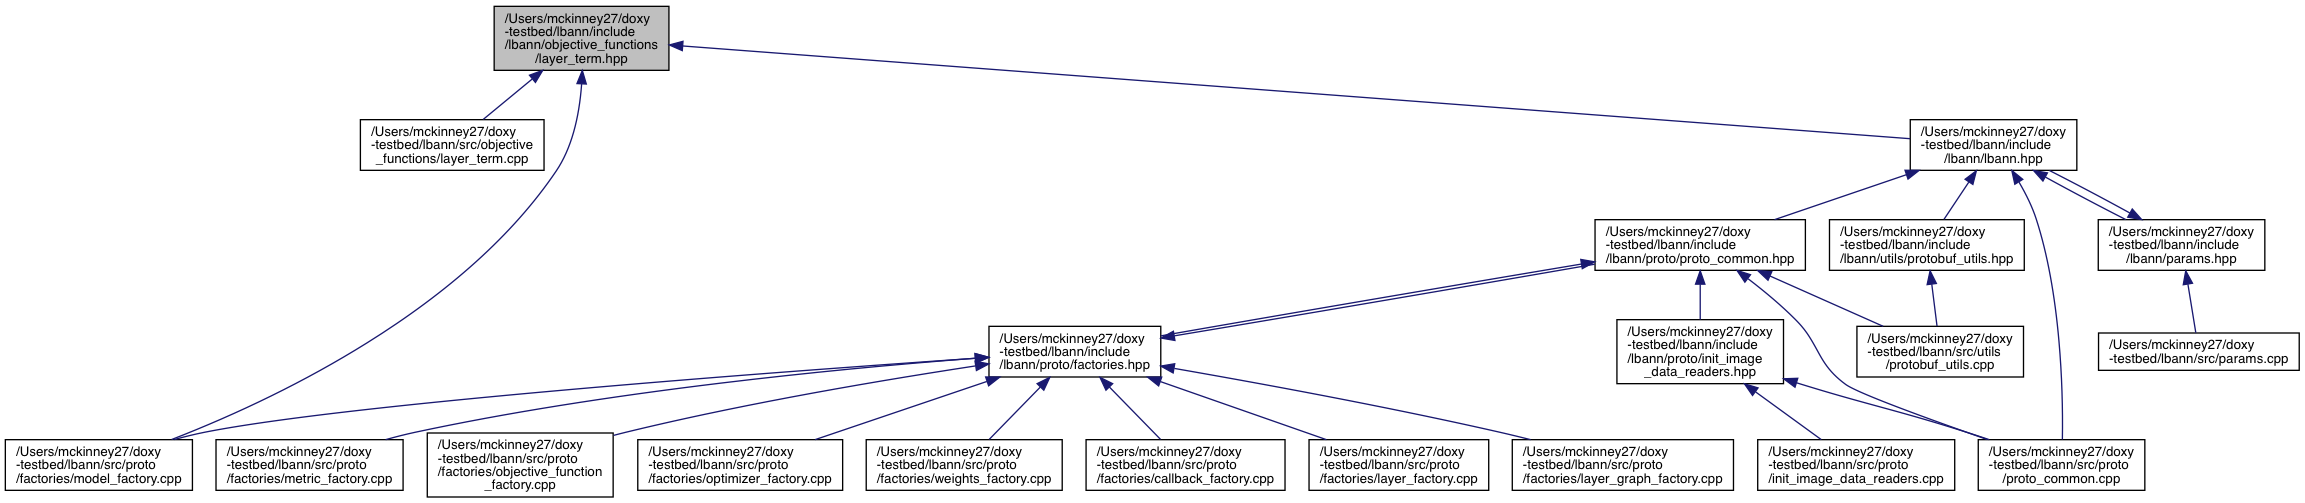 /Users/mckinney27/doxy
-testbed/lbann/include
/lbann/objective_functions
/layer_term.hpp
/Users/mckinney27/doxy
-testbed/lbann/src/objective
_functions/layer_term.cpp
/Users/mckinney27/doxy
-testbed/lbann/include
/lbann/lbann.hpp
/Users/mckinney27/doxy
-testbed/lbann/include
/lbann/proto/proto_common.hpp
/Users/mckinney27/doxy
-testbed/lbann/include
/lbann/utils/protobuf_utils.hpp
/Users/mckinney27/doxy
-testbed/lbann/include
/lbann/params.hpp
/Users/mckinney27/doxy
-testbed/lbann/include
/lbann/proto/factories.hpp
/Users/mckinney27/doxy
-testbed/lbann/include
/lbann/proto/init_image
_data_readers.hpp
/Users/mckinney27/doxy
-testbed/lbann/src/utils
/protobuf_utils.cpp
/Users/mckinney27/doxy
-testbed/lbann/src/params.cpp
/Users/mckinney27/doxy
-testbed/lbann/src/proto
/factories/model_factory.cpp
/Users/mckinney27/doxy
-testbed/lbann/src/proto
/factories/metric_factory.cpp
/Users/mckinney27/doxy
-testbed/lbann/src/proto
/factories/objective_function
_factory.cpp
/Users/mckinney27/doxy
-testbed/lbann/src/proto
/factories/optimizer_factory.cpp
/Users/mckinney27/doxy
-testbed/lbann/src/proto
/factories/weights_factory.cpp
/Users/mckinney27/doxy
-testbed/lbann/src/proto
/factories/callback_factory.cpp
/Users/mckinney27/doxy
-testbed/lbann/src/proto
/factories/layer_factory.cpp
/Users/mckinney27/doxy
-testbed/lbann/src/proto
/factories/layer_graph_factory.cpp
/Users/mckinney27/doxy
-testbed/lbann/src/proto
/init_image_data_readers.cpp
/Users/mckinney27/doxy
-testbed/lbann/src/proto
/proto_common.cpp